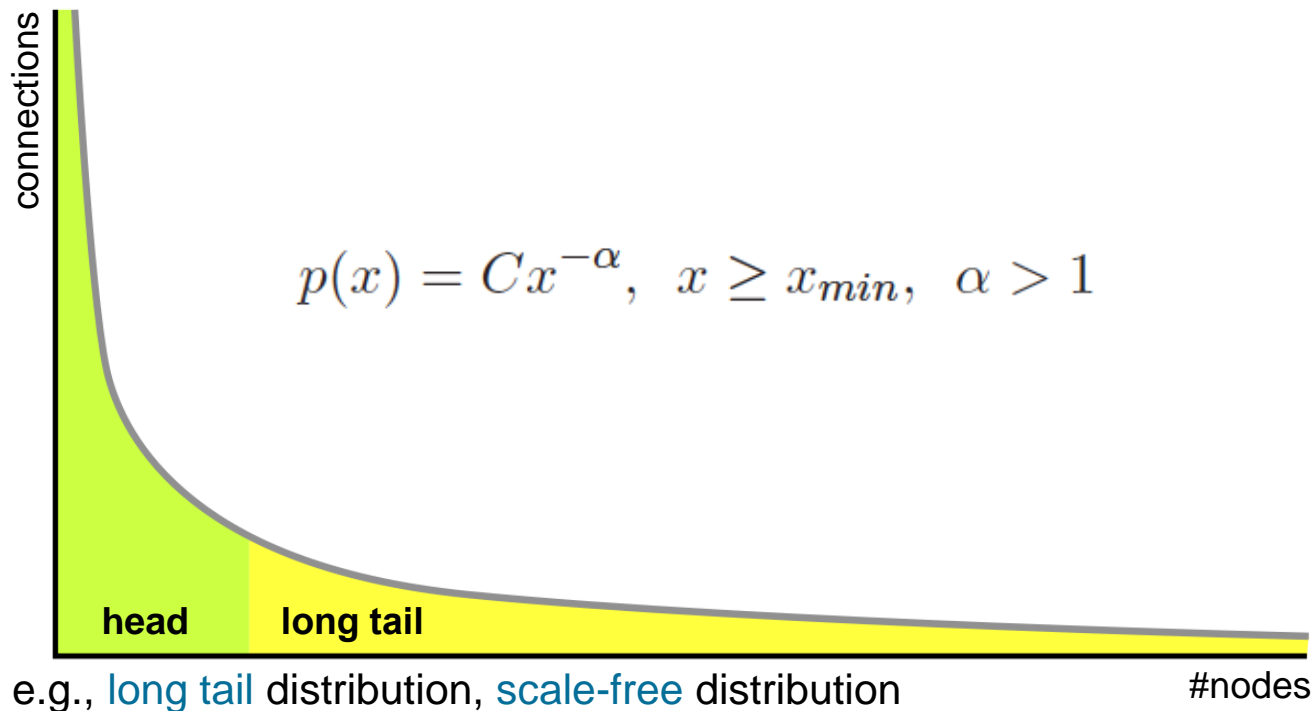 connections
p(x) = Cx^{-α}, x ≥ x_{min}, α > 1
head long tail
e.g., long tail distribution, scale-free distribution
#nodes